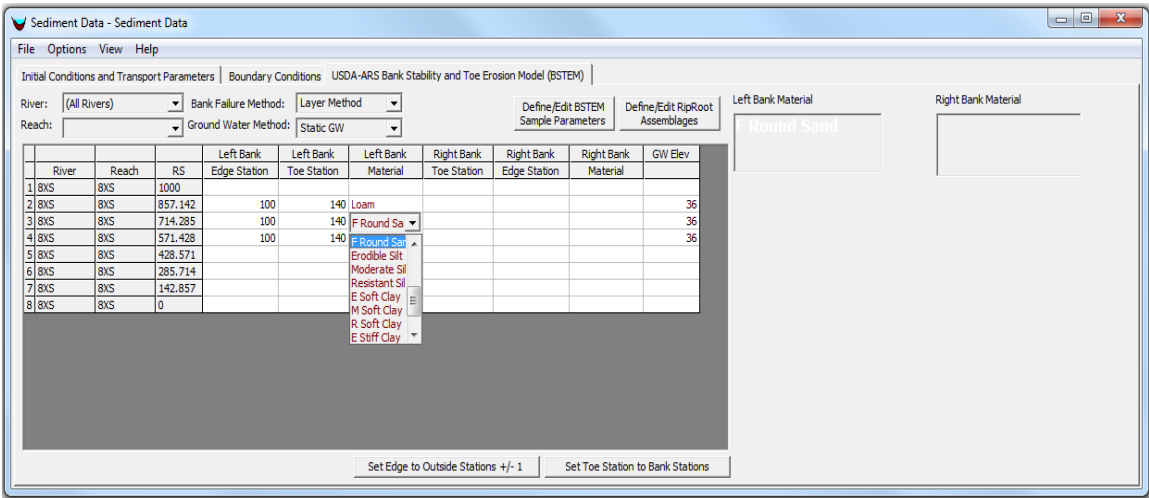 Sediment Data - Sediment Data
File Options View Help
Initial Conditions and Transport Parameters Boundary Conditions USDA-ARS Bank Stability and Toe Erosion Model (BSTEM)
River: (All Rivers) Bank Failure Method: Layer Method
Reach: Ground Water Method: Static GW
Define/Edit BSTEM
Sample Parameters
Define/Edit RipRoot
Assemblages
Left Bank Material
F Round Sand
Right Bank Material
Left Bank Left Bank Left Bank Right Bank Right Bank Right Bank GW Elev
River Reach RS Edge Station Toe Station Material Toe Station Edge Station Material
1 8XS 8XS 1000
2 8XS 8XS 857.142 100 140 Loam 36
3 8XS 8XS 714.285 100 140 F Round Sa 36
4 8XS 8XS 571.428 100 140 36
5 8XS 8XS 428.571
6 8XS 8XS 285.714
7 8XS 8XS 142.857
8 8XS 8XS 0
F Round San
Erodible Silt
Moderate Sil
Resistant Sil
E Soft Clay
M Soft Clay
R Soft Clay
E Stiff Clay
Set Edge to Outside Stations +/- 1
Set Toe Station to Bank Stations